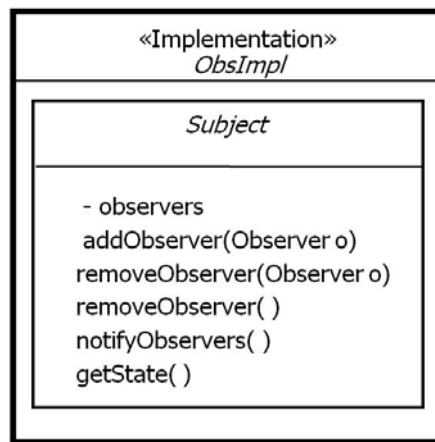 «Implementation»
ObsImpl
Subject
- observers
addObserver(Observer o)
removeObserver(Observer o)
removeObserver( )
notifyObservers( )
getState( )